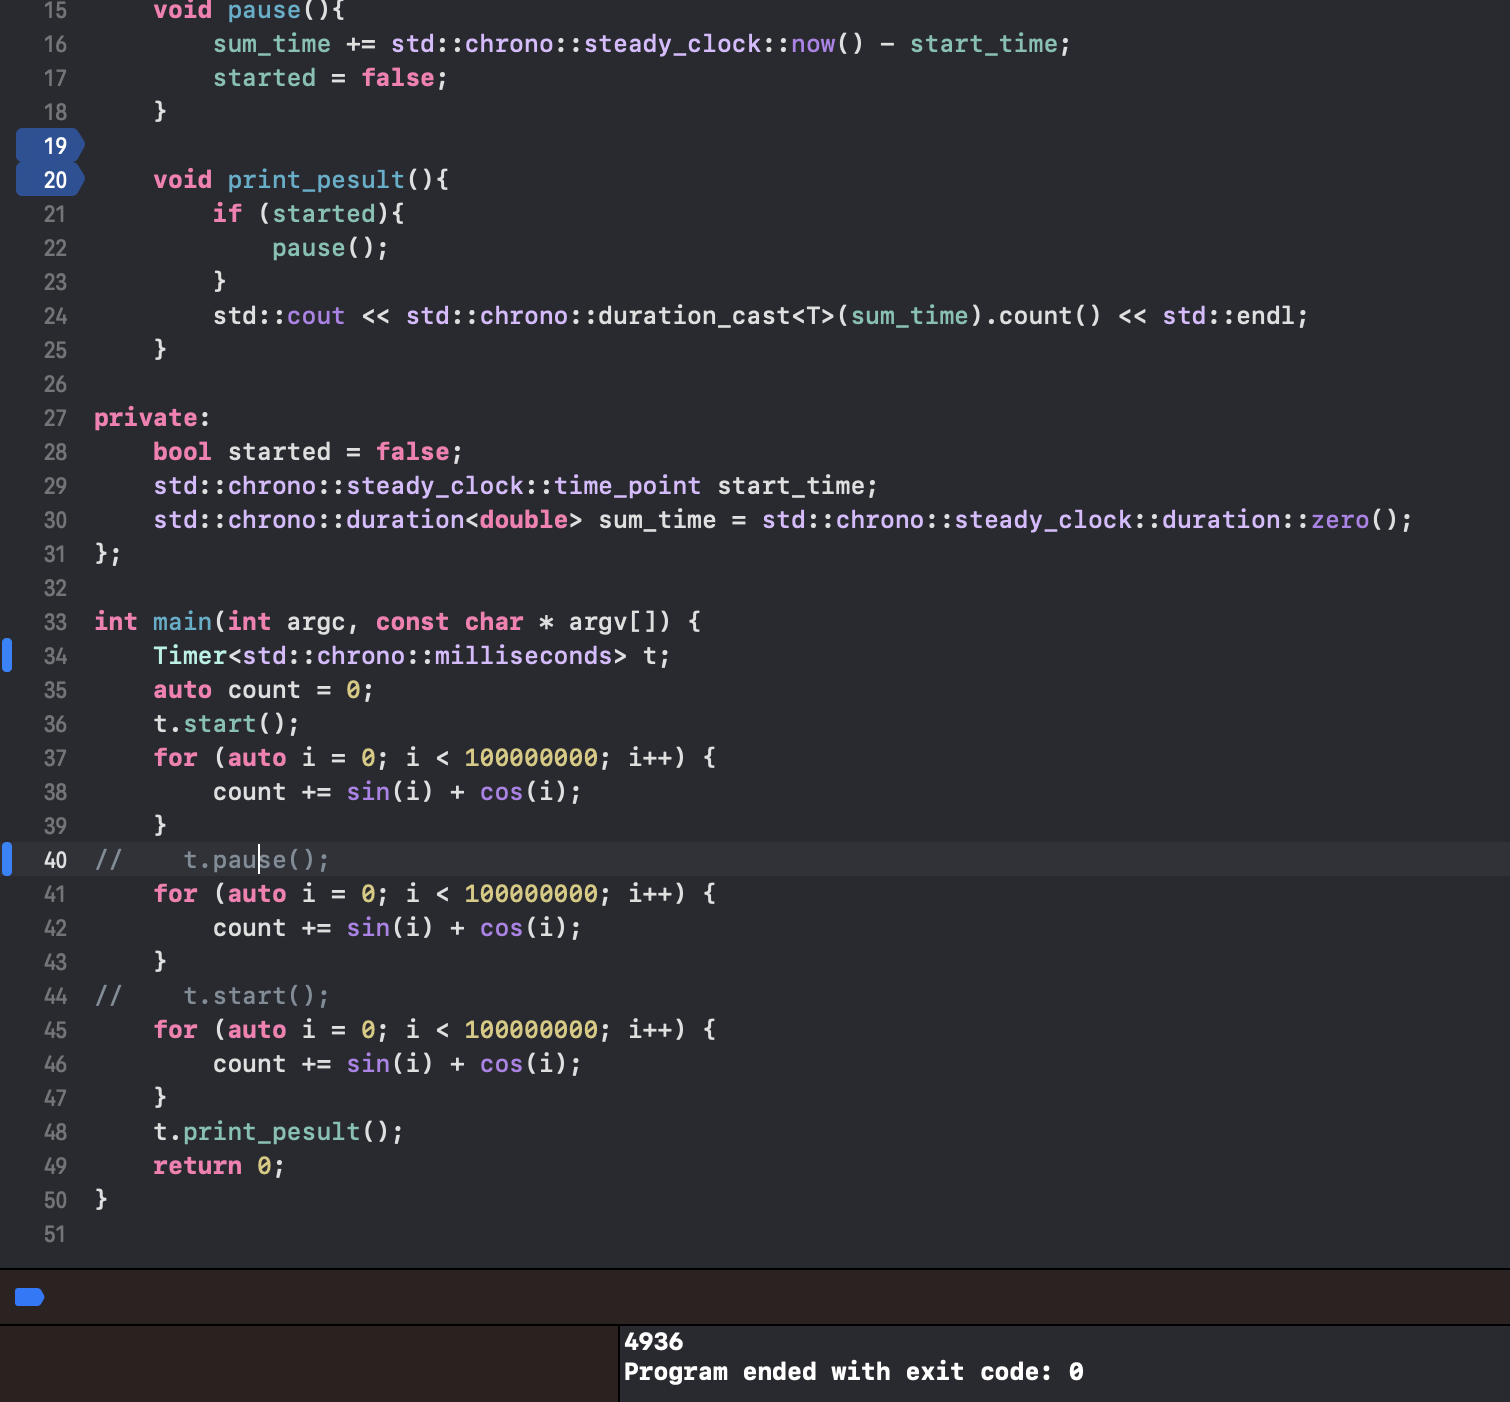 15     void pause(){
16         sum_time += std::chrono::steady_clock::now() - start_time;
17         started = false;
18     }
19
20     void print_pesult(){
21         if (started){
22             pause();
23         }
24         std::cout << std::chrono::duration_cast<T>(sum_time).count() << std::endl;
25     }
26
27 private:
28     bool started = false;
29     std::chrono::steady_clock::time_point start_time;
30     std::chrono::duration<double> sum_time = std::chrono::steady_clock::duration::zero();
31 };
32
33 int main(int argc, const char * argv[]) {
34     Timer<std::chrono::milliseconds> t;
35     auto count = 0;
36     t.start();
37     for (auto i = 0; i < 100000000; i++) {
38         count += sin(i) + cos(i);
39     }
40 //    t.pause();
41     for (auto i = 0; i < 100000000; i++) {
42         count += sin(i) + cos(i);
43     }
44 //    t.start();
45     for (auto i = 0; i < 100000000; i++) {
46         count += sin(i) + cos(i);
47     }
48     t.print_pesult();
49     return 0;
50 }
51
4936
Program ended with exit code: 0